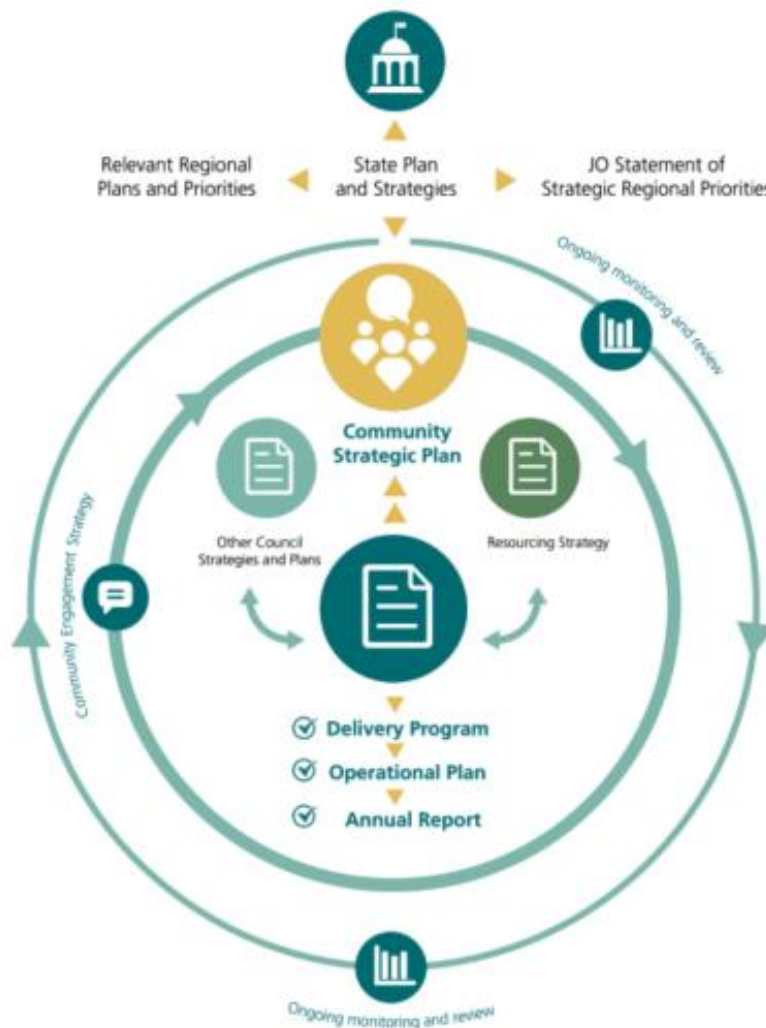 Relevant Regional
Plans and Priorities
State Plan
and Strategies
JO Statement of
Strategic Regional Priorities
Ongoing monitoring and review
Community
Strategic Plan
Other Council
Strategies and Plans
Resourcing Strategy
Community Engagement Strategy
Delivery Program
Operational Plan
Annual Report
Ongoing monitoring and review